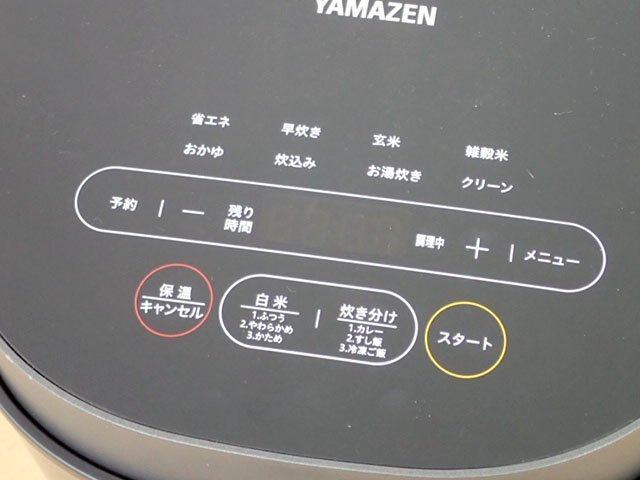 YAMAZEN
省エネ 早炊き 玄米 雑穀米
おかゆ 炊込み お湯炊き クリーン
予約 | － 残り時間 調理中 ＋ | メニュー
保温 キャンセル
白米
1.ふつう
2.やわらかめ
3.かため
|
炊き分け
1.カレー
2.すし飯
3.冷凍ご飯
スタート